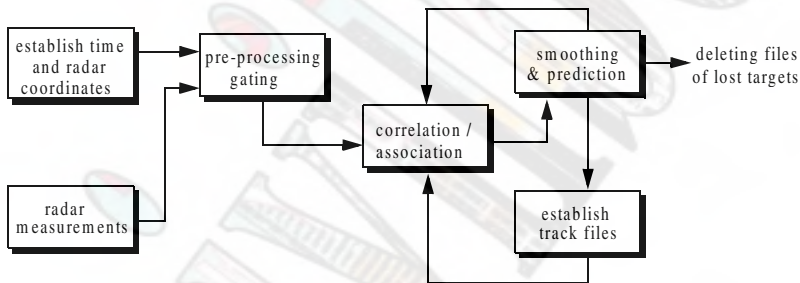 establish time
and radar
coordinates
pre-processing
gating
smoothing
& prediction
deleting files
of lost targets
correlation /
association
radar
measurements
establish
track files